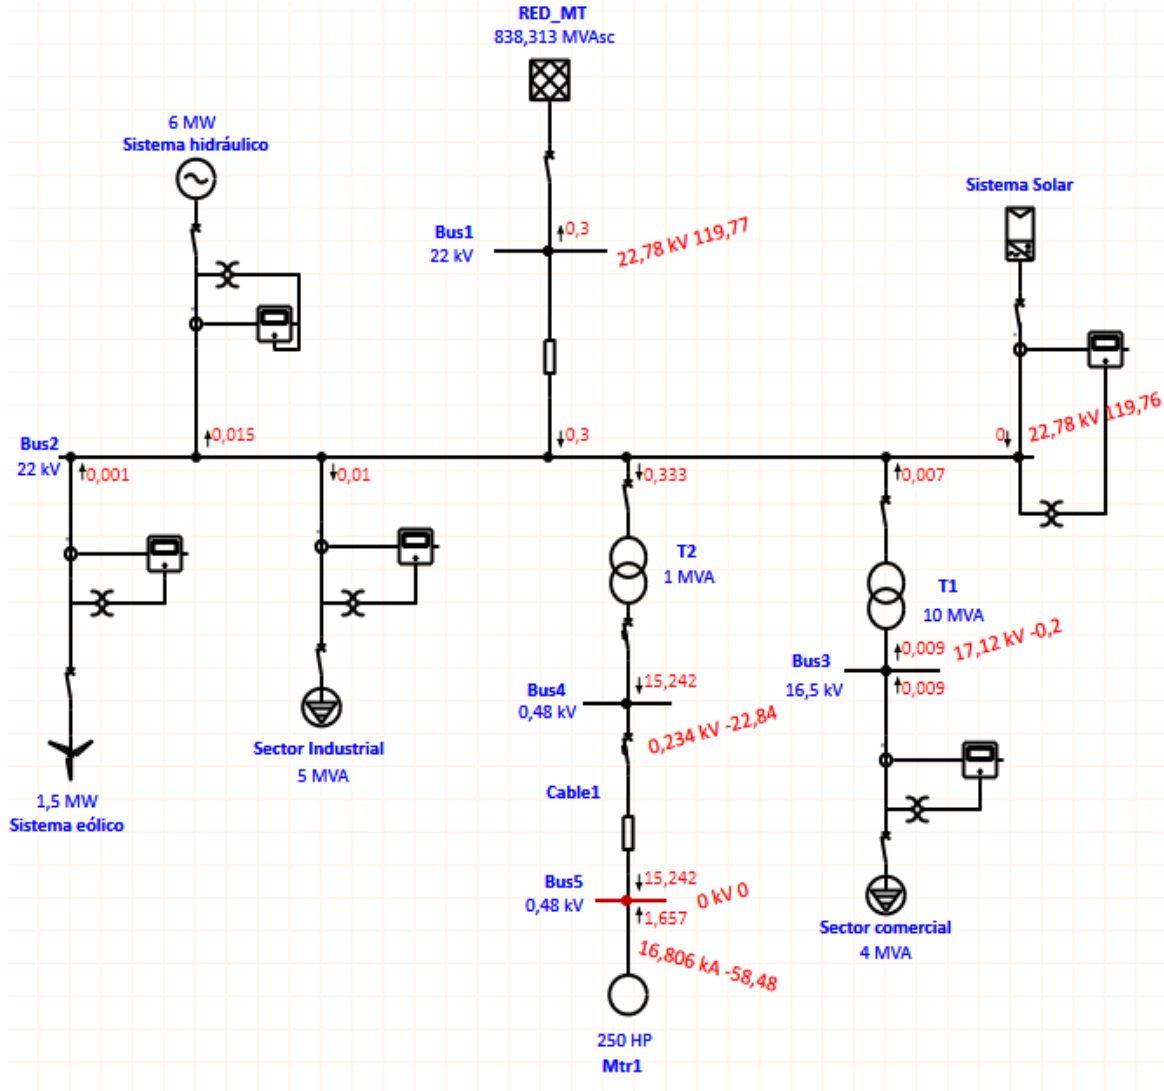 RED_MT
838,313 MVAsc
6 MW
Sistema hidráulico
Sistema Solar
Bus1
22 kV
0,3
22,78 kV 119,77
Bus2
22 kV
0,001
0,015
0,01
0,3
0,333
0,007
0
22,78 kV 119,76
T2
1 MVA
T1
10 MVA
Bus3
16,5 kV
0,009
17,12 kV -0,2
0,009
Bus4
0,48 kV
15,242
0,234 kV -22,84
Sector Industrial
5 MVA
1,5 MW
Sistema eólico
Cable1
Bus5
0,48 kV
15,242
0 kV 0
1,657
16,806 kA -58,48
Sector comercial
4 MVA
250 HP
Mtr1